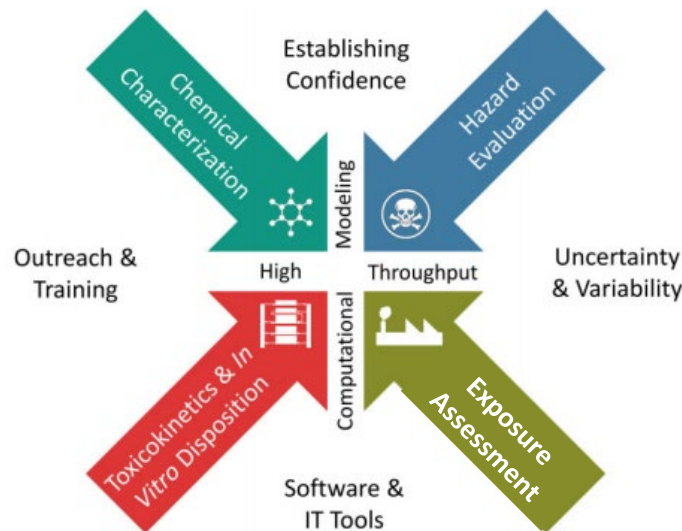 Establishing
Confidence
Chemical
Characterization
Hazard
Evaluation
Modeling
Outreach &
Training
High
Throughput
Uncertainty
& Variability
Computational
Toxicokinetics & In
Vitro Disposition
Exposure
Assessment
Software &
IT Tools